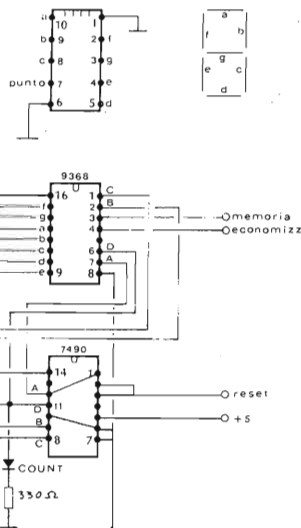 a
10 1
b 9 2 f
f b
c 8 3 g
g
punto 7 4 e
e c
6 5 d
d
9368
16 1 C
f 2 B
g 3 memoria
a 4 economizz
b
c 6 D
d 7 A
e 9 8
7490
14 1
A
reset
D 11
+5
B
C 8 7
COUNT
330Ω